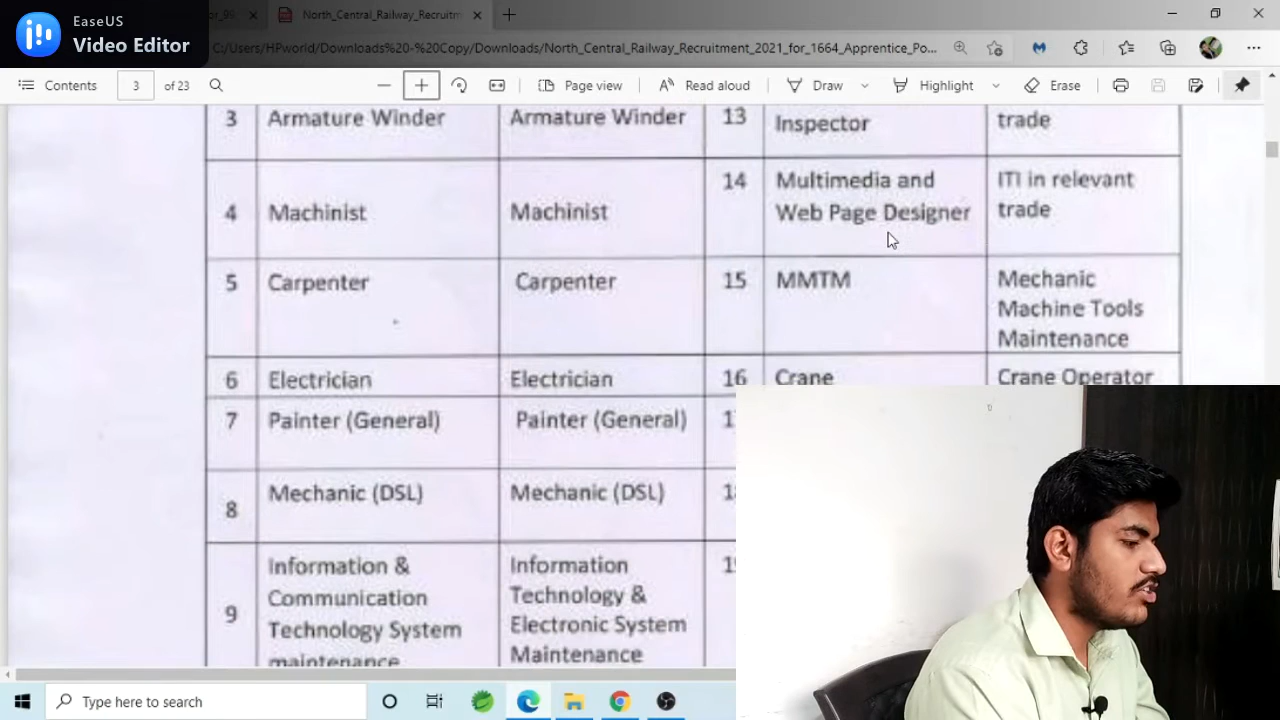 EaseUS
Video Editor
or_99
North_Central_Railway_Recruitm
C:/Users/HPworld/Downloads%20-%20Copy/Downloads/North_Central_Railway_Recruitment_2021_for_1664_Apprentice_Po...
Contents
3
of 23
Page view
Read aloud
Draw
Highlight
Erase
3 Armature Winder Armature Winder 13 Inspector trade
4 Machinist Machinist 14 Multimedia and Web Page Designer ITI in relevant trade
5 Carpenter Carpenter 15 MMTM Mechanic Machine Tools Maintenance
6 Electrician Electrician 16 Crane Crane Operator
7 Painter (General) Painter (General)
8 Mechanic (DSL) Mechanic (DSL)
9 Information & Communication Technology System maintenance Information Technology & Electronic System Maintenance
Type here to search